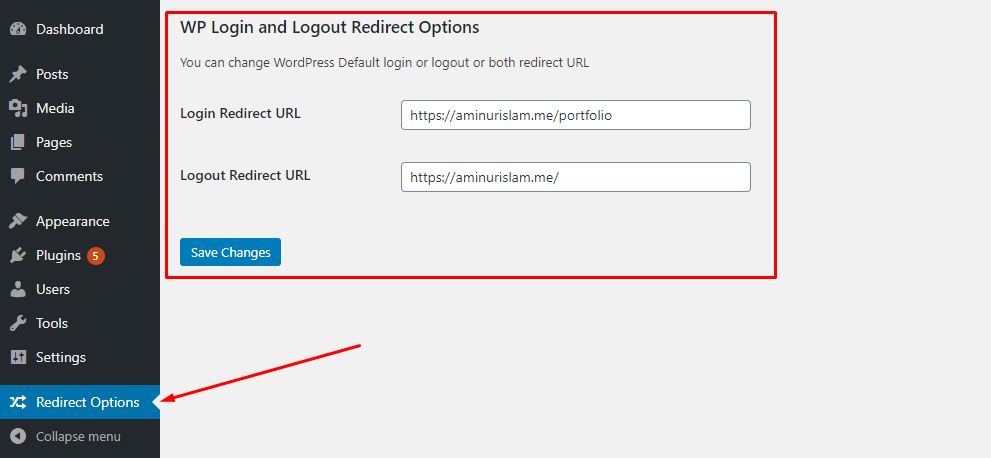 Dashboard
Posts
Media
Pages
Comments
Appearance
Plugins 5
Users
Tools
Settings
Redirect Options
Collapse menu
WP Login and Logout Redirect Options
You can change WordPress Default login or logout or both redirect URL
Login Redirect URL https://aminurislam.me/portfolio
Logout Redirect URL https://aminurislam.me/
Save Changes